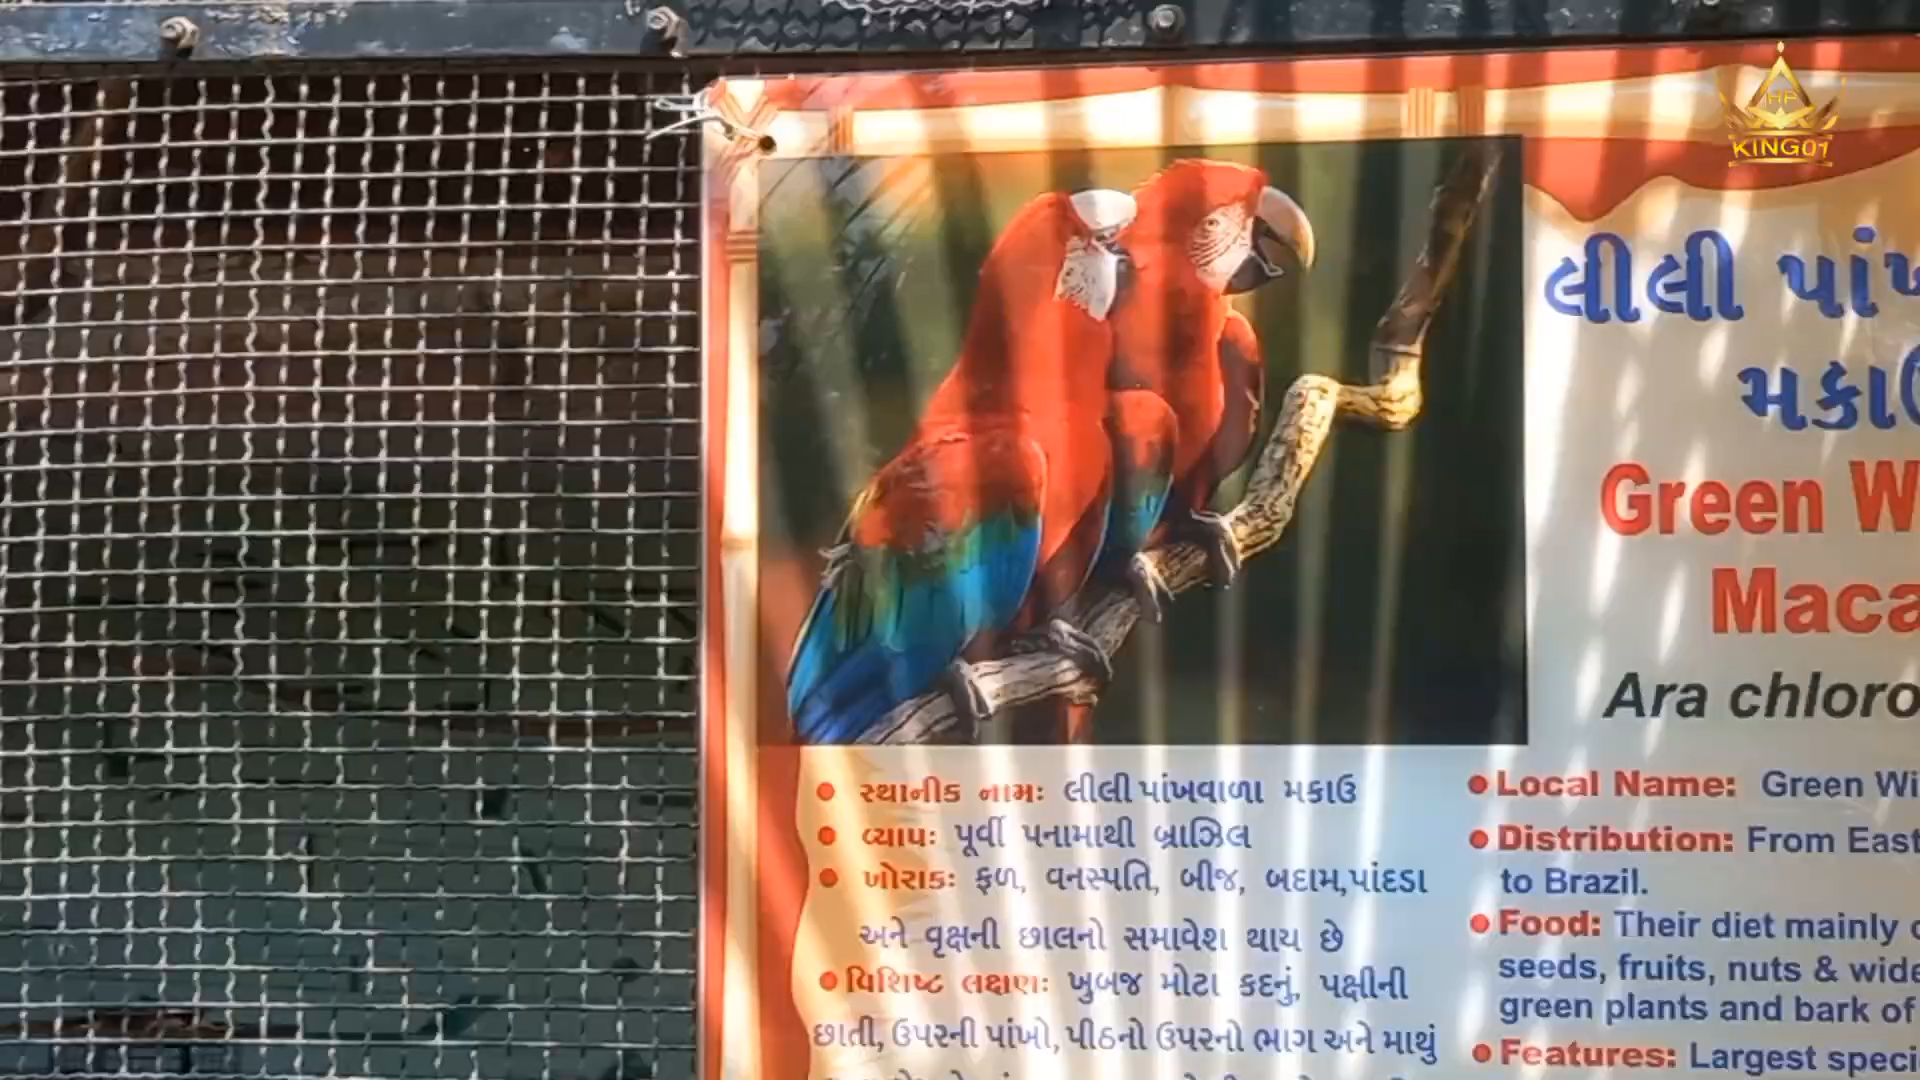 HP
KING01
લીલી પાંખ
મકાઉ
Green W
Maca
Ara chloro
• સ્થાનીક નામઃ લીલી પાંખવાળા મકાઉ
• વ્યાપઃ પૂર્વી પનામાથી બ્રાઝિલ
• ખોરાકઃ ફળ, વનસ્પતિ, બીજ, બદામ,પાંદડા
અને વૃક્ષની છાલનો સમાવેશ થાય છે
• વિશિષ્ટ લક્ષણઃ ખુબજ મોટા કદનું, પક્ષીની
છાતી, ઉપરની પાંખો, પીઠનો ઉપરનો ભાગ અને માથું
• Local Name: Green Wi
• Distribution: From East
to Brazil.
• Food: Their diet mainly c
seeds, fruits, nuts & wide
green plants and bark of
• Features: Largest speci